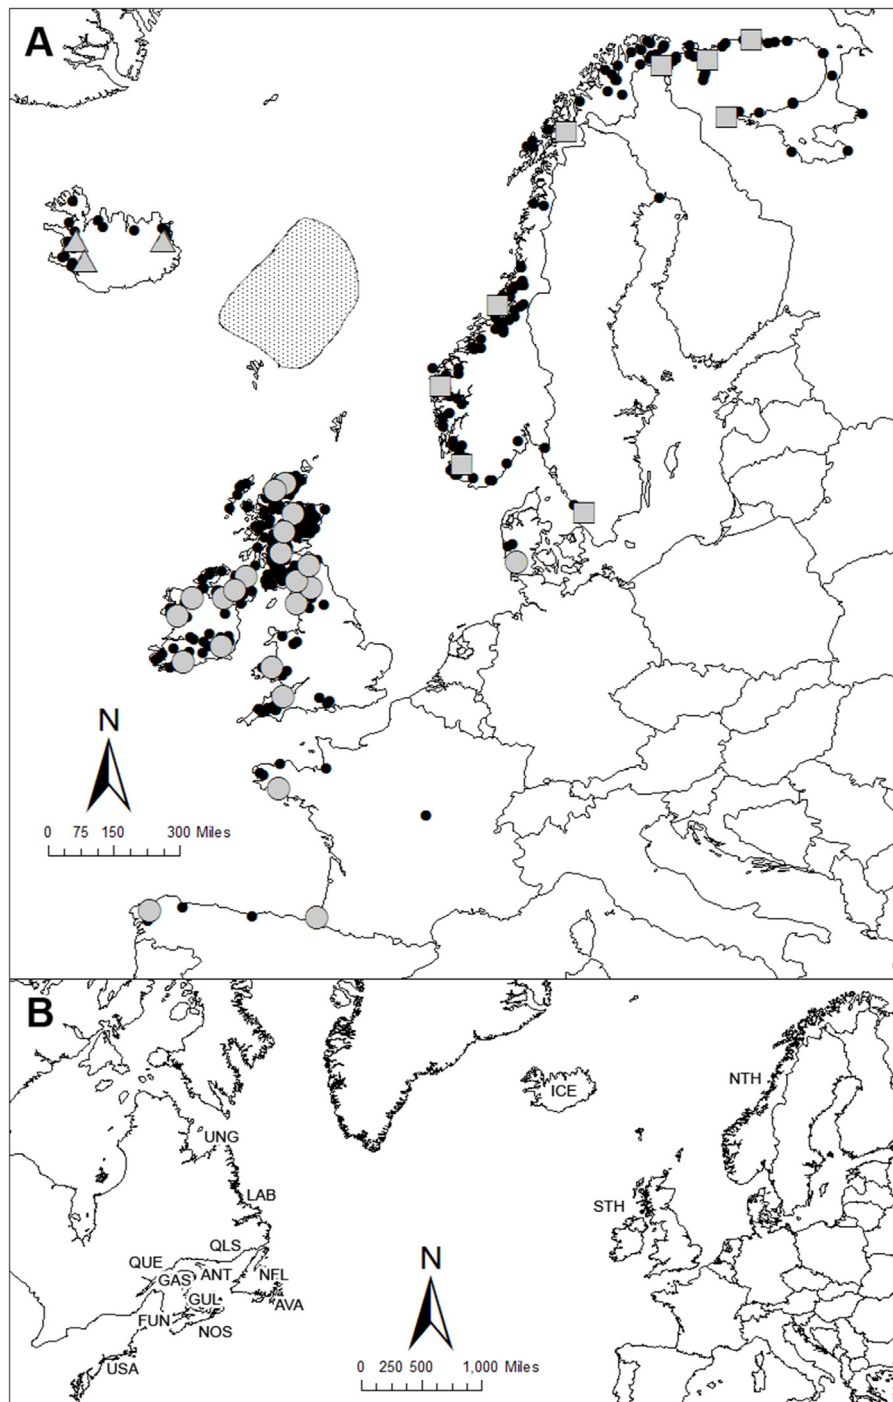 A
N
0 75 150 300 Miles
B
ICE
NTH
UNG
LAB
STH
QLS
QUE
ANT
NFL
GAS
GUL
AVA
FUN
NOS
USA
N
0 250 500 1,000 Miles